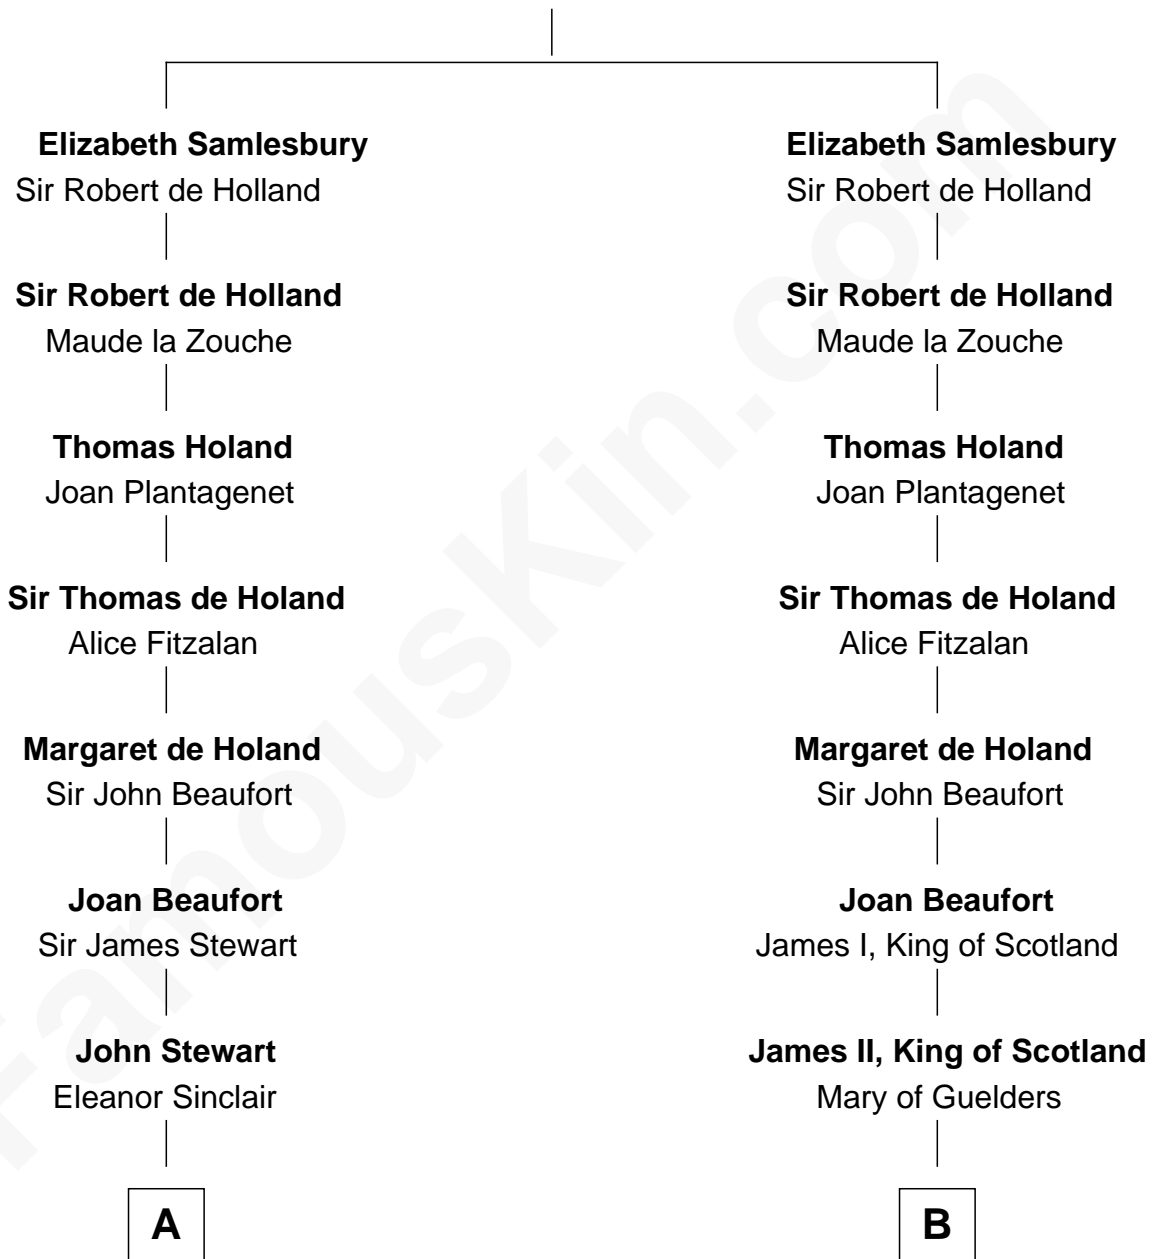 Elizabeth Samlesbury
Sir Robert de Holland
Sir Robert de Holland
Maude la Zouche
Thomas Holand
Joan Plantagenet
Sir Thomas de Holand
Alice Fitzalan
Margaret de Holand
Sir John Beaufort
Joan Beaufort
Sir James Stewart
John Stewart
Eleanor Sinclair
A
Elizabeth Samlesbury
Sir Robert de Holland
Sir Robert de Holland
Maude la Zouche
Thomas Holand
Joan Plantagenet
Sir Thomas de Holand
Alice Fitzalan
Margaret de Holand
Sir John Beaufort
Joan Beaufort
James I, King of Scotland
James II, King of Scotland
Mary of Guelders
B
FamousKin.com